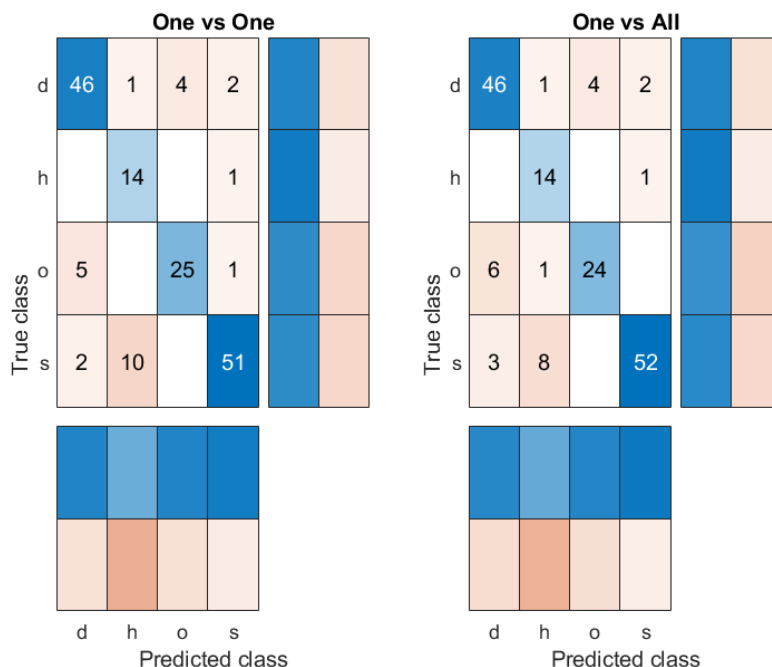 One vs One
d 46 1 4 2
h 14 1
o 5 25 1
s 2 10 51
True class
d h o s
Predicted class
One vs All
d 46 1 4 2
h 14 1
o 6 1 24
s 3 8 52
True class
d h o s
Predicted class